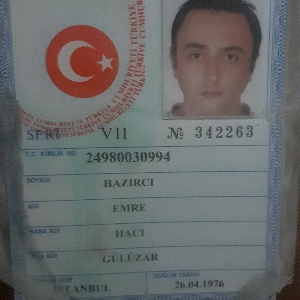 TÜRKİYE CUMHURİYETİ
SERİ V11 № 342263
T.C. KİMLİK NO. 24980030994
SOYADI
HAZIRCI
ADI
EMRE
BABA ADI
HACI
ANA ADI
GÜLÜZAR
DOĞUM YERİ DOĞUM TARİHİ
İSTANBUL 26.04.1976